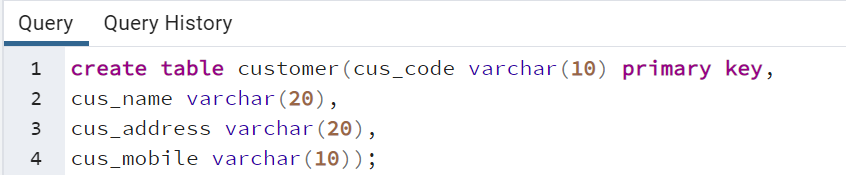 Query Query History
1 create table customer(cus_code varchar(10) primary key,
2 cus_name varchar(20),
3 cus_address varchar(20),
4 cus_mobile varchar(10));